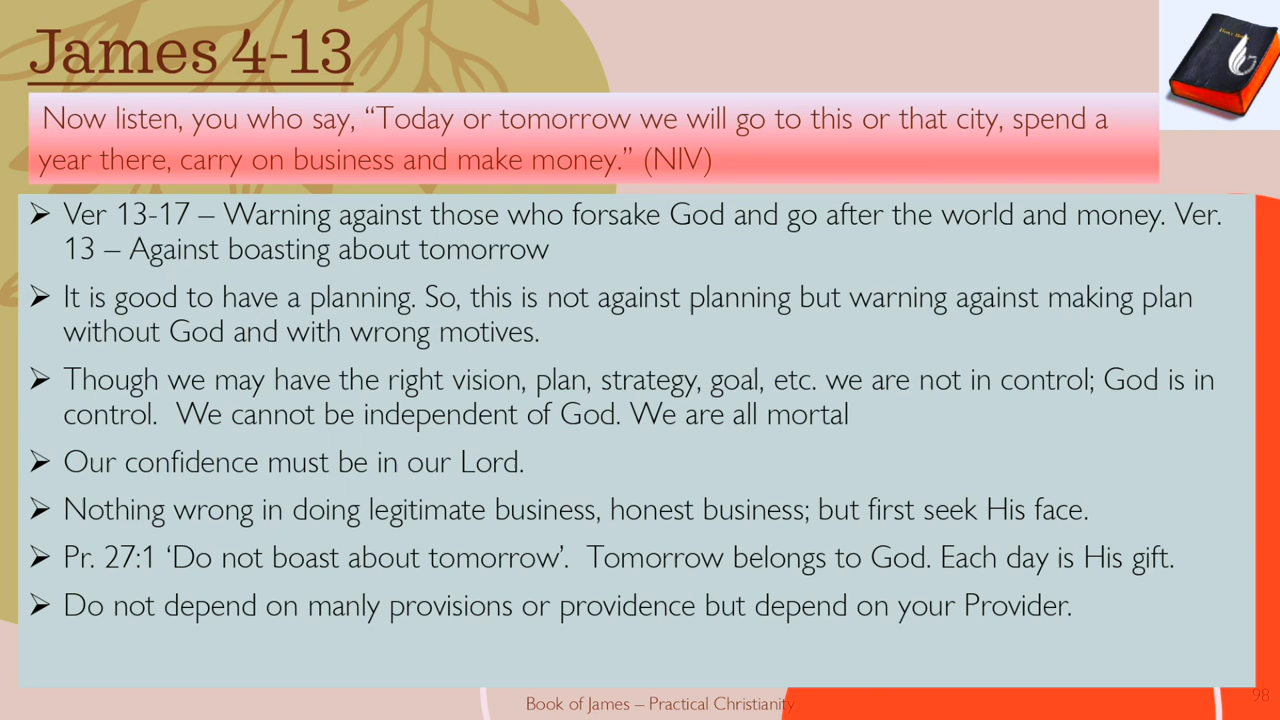 James 4-13
Now listen, you who say, “Today or tomorrow we will go to this or that city, spend a
year there, carry on business and make money.” (NIV)
➢ Ver 13-17 – Warning against those who forsake God and go after the world and money. Ver.
13 – Against boasting about tomorrow
➢ It is good to have a planning. So, this is not against planning but warning against making plan
without God and with wrong motives.
➢ Though we may have the right vision, plan, strategy, goal, etc. we are not in control; God is in
control.  We cannot be independent of God. We are all mortal
➢ Our confidence must be in our Lord.
➢ Nothing wrong in doing legitimate business, honest business; but first seek His face.
➢ Pr. 27:1 ‘Do not boast about tomorrow’.  Tomorrow belongs to God. Each day is His gift.
➢ Do not depend on manly provisions or providence but depend on your Provider.
Book of James – Practical Christianity
98